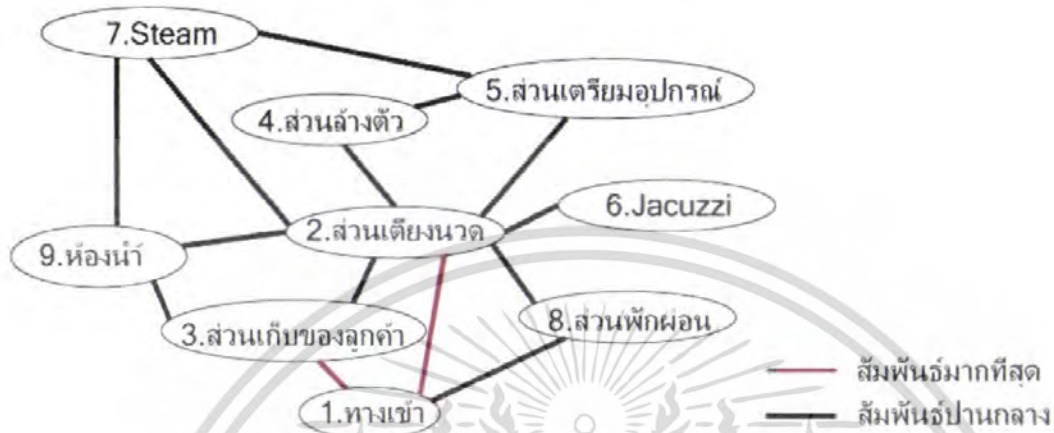 7.Steam
5.ส่วนเตรียมอุปกรณ์
4.ส่วนล้างตัว
6.Jacuzzi
2.ส่วนเตียงนวด
9.ห้องน้ำ
8.ส่วนพักผ่อน
3.ส่วนเก็บของลูกค้า
สัมพันธ์มากที่สุด
1.ทางเข้า
สัมพันธ์ปานกลาง